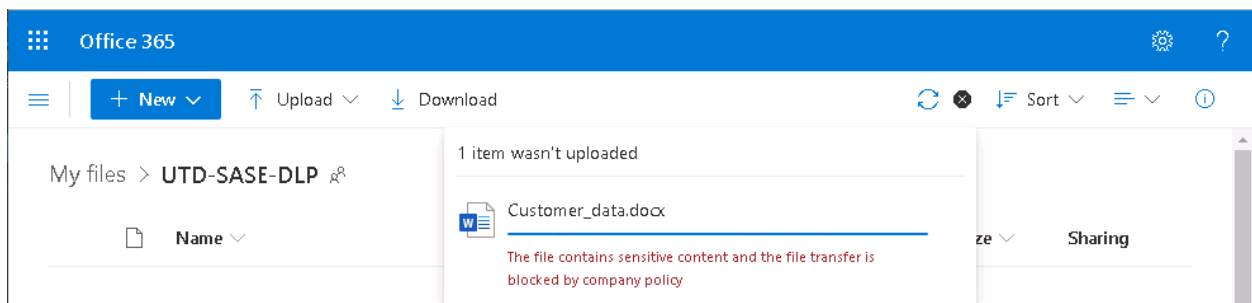 Office 365
?
+ New
Upload
Download
Sort
1 item wasn't uploaded
My files > UTD-SASE-DLP
W
Customer_data.docx
Name
ze
Sharing
The file contains sensitive content and the file transfer is
blocked by company policy